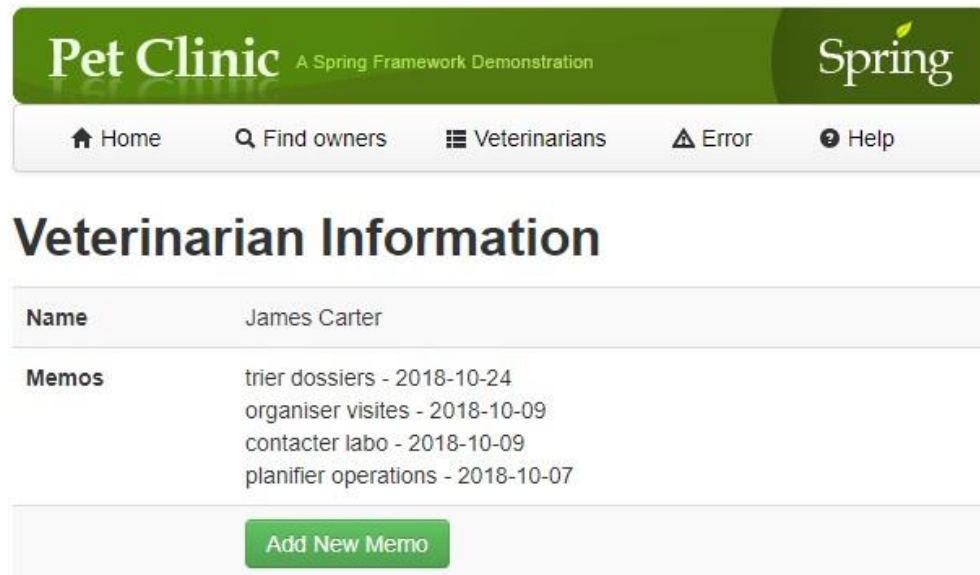 Pet Clinic A Spring Framework Demonstration Spring
Home Find owners Veterinarians Error Help
Veterinarian Information
Name James Carter
Memos trier dossiers - 2018-10-24
organiser visites - 2018-10-09
contacter labo - 2018-10-09
planifier operations - 2018-10-07
Add New Memo